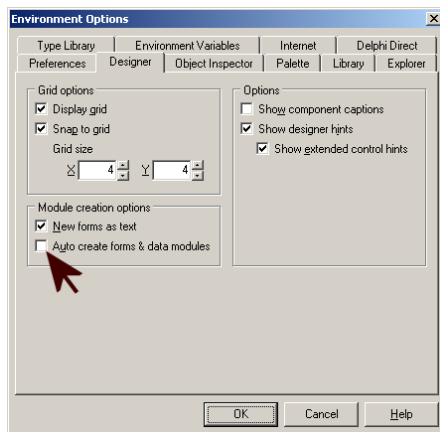 Environment Options
Type Library
Environment Variables
Internet
Delphi Direct
Preferences
Designer
Object Inspector
Palette
Library
Explorer
Grid options
Display grid
Snap to grid
Grid size
X 4 Y 4
Module creation options
New forms as text
Auto create forms & data modules
Options
Show component captions
Show designer hints
Show extended control hints
OK
Cancel
Help